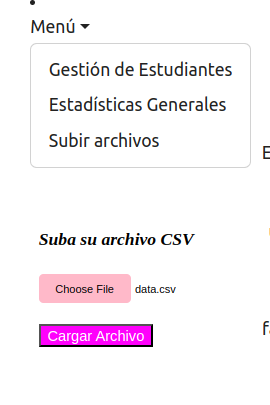 Menú
Gestión de Estudiantes
Estadísticas Generales
Subir archivos
E
Suba su archivo CSV
Choose File data.csv
Cargar Archivo